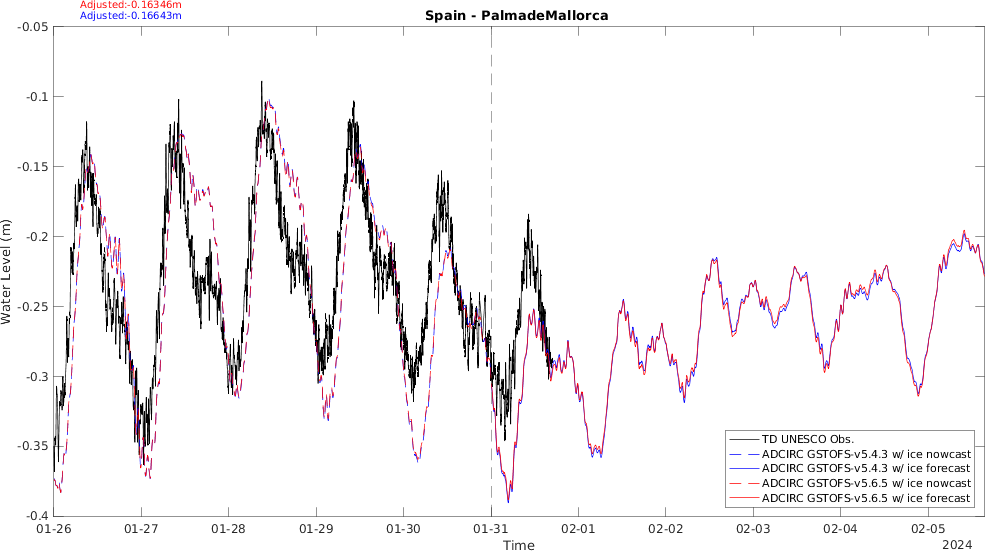 Adjusted:-0.16346m
Adjusted:-0.16643m
Spain - PalmadeMallorca
Water Level (m)
-0.05
-0.1
-0.15
-0.2
-0.25
-0.3
-0.35
-0.4
TD UNESCO Obs.
ADCIRC GSTOFS-v5.4.3 w/ ice nowcast
ADCIRC GSTOFS-v5.4.3 w/ ice forecast
ADCIRC GSTOFS-v5.6.5 w/ ice nowcast
ADCIRC GSTOFS-v5.6.5 w/ ice forecast
01-26 01-27 01-28 01-29 01-30 01-31 02-01 02-02 02-03 02-04 02-05
Time
2024